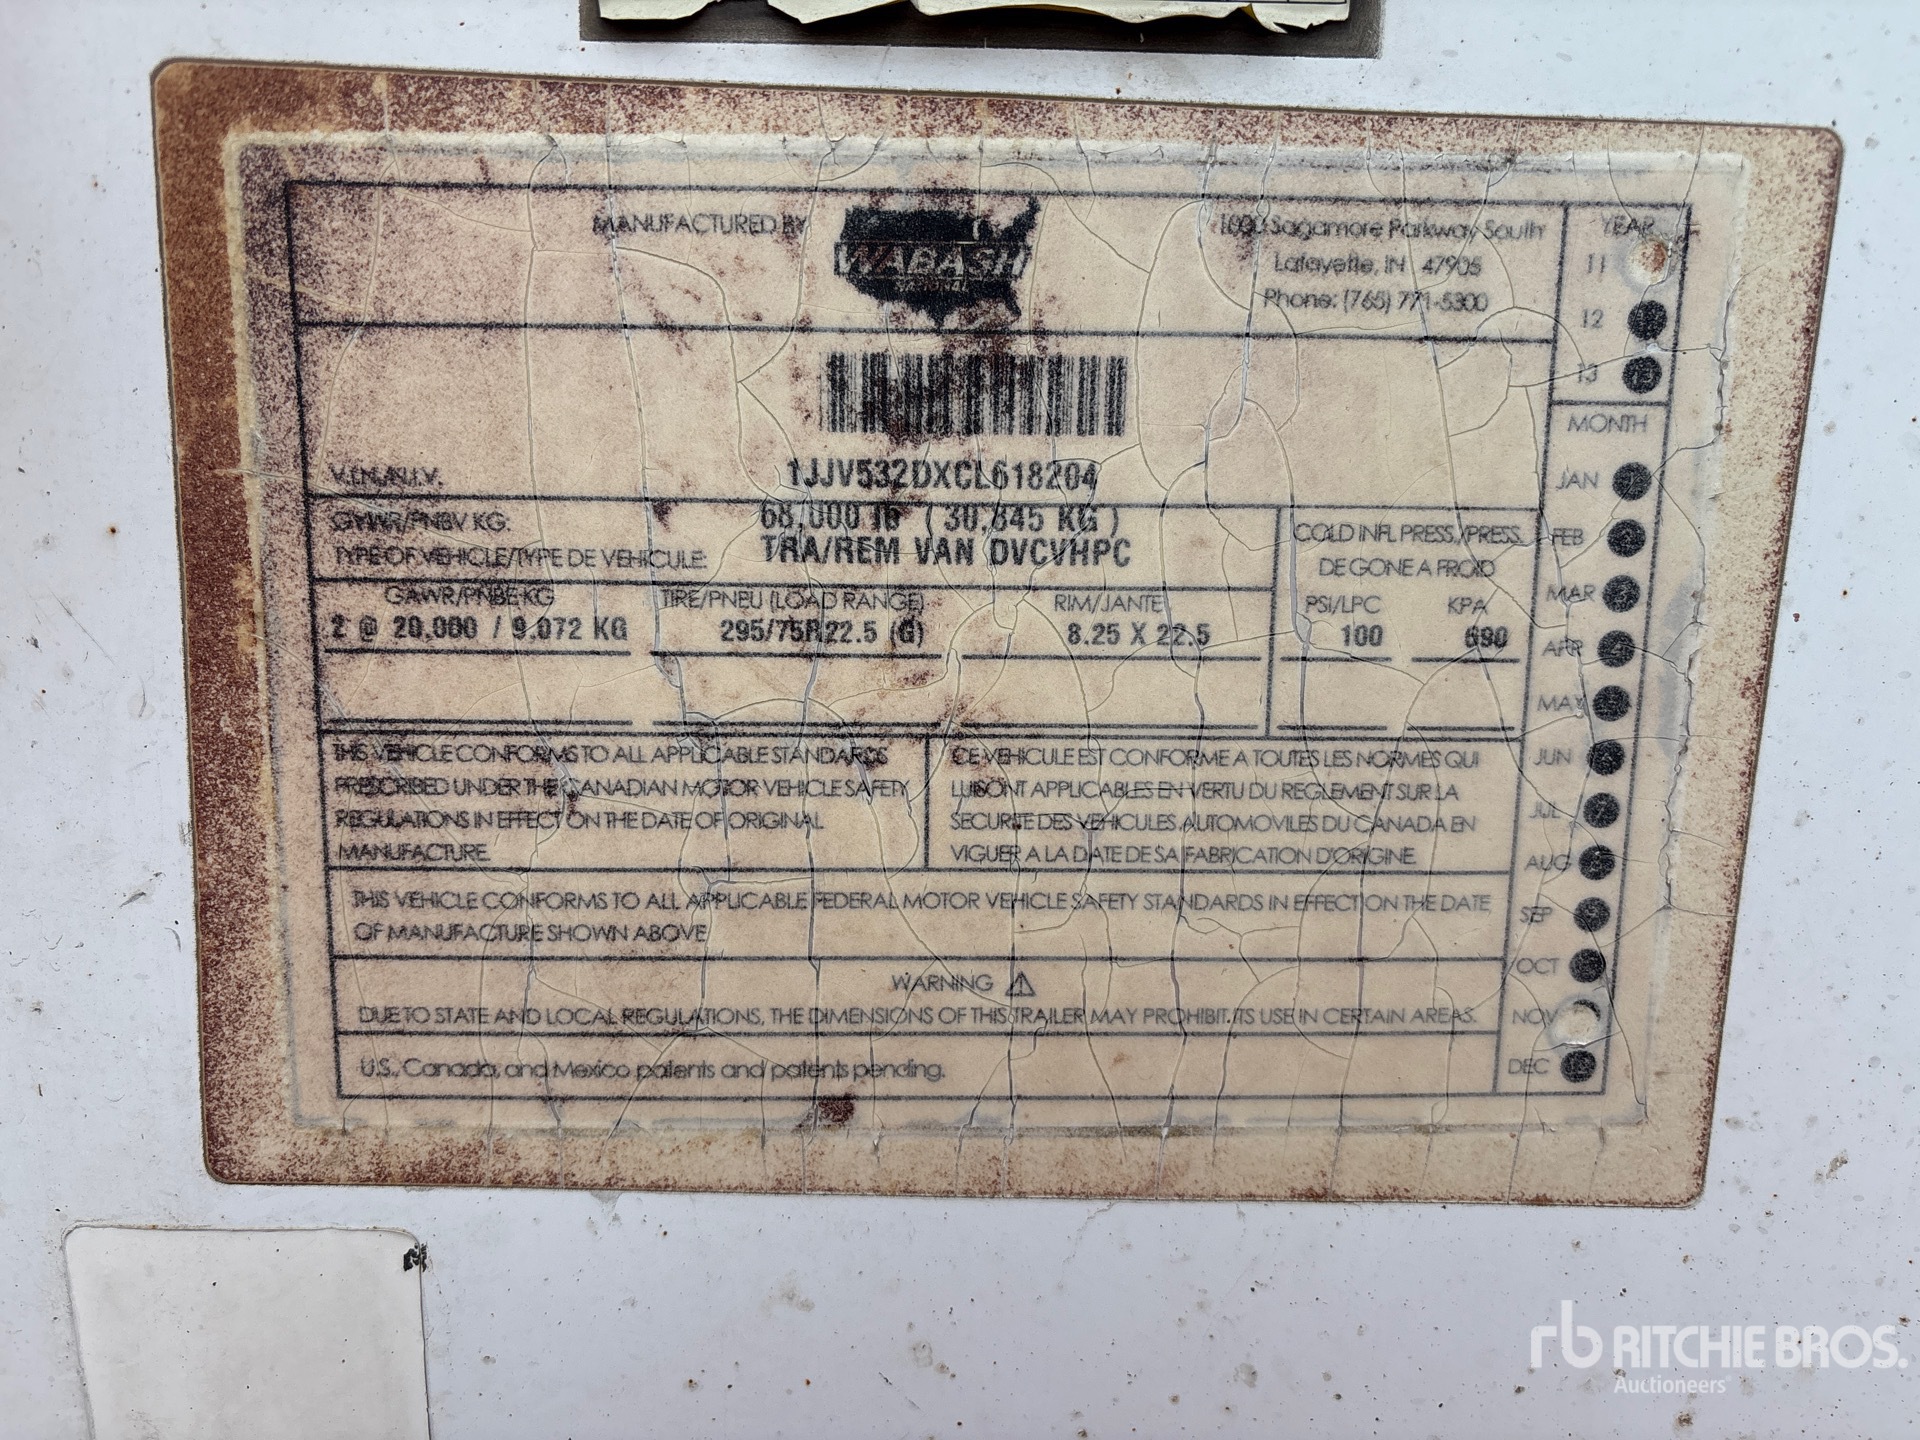 MANUFACTURED BY
WABASH
NATIONAL
1000 Sagamore Parkway South
Lafayette, IN 47905
Phone: (765) 771-5300
YEAR
11
12
13
V.I.N./N.I.V.
1JJV532DXCL618204
GVWR/PNBV KG:
68,000 lb ( 30,845 KG )
TYPE OF VEHICLE/TYPE DE VEHICULE:
TRA/REM VAN DVCVHPC
COLD INFL. PRESS./PRESS.
DE GONE A FROID
GAWR/PNBE KG
TIRE/PNEU (LOAD RANGE)
RIM/JANTE
PSI/LPC
KPA
2 @ 20,000 / 9,072 KG
295/75R22.5 (G)
8.25 X 22.5
100
690
THIS VEHICLE CONFORMS TO ALL APPLICABLE STANDARDS
PRESCRIBED UNDER THE CANADIAN MOTOR VEHICLE SAFETY
REGULATIONS IN EFFECT ON THE DATE OF ORIGINAL
MANUFACTURE.
CE VEHICULE EST CONFORME A TOUTES LES NORMES QUI
LUI SONT APPLICABLES EN VERTU DU REGLEMENT SUR LA
SECURITE DES VEHICULES AUTOMOVILES DU CANADA EN
VIGUER A LA DATE DE SA FABRICATION D'ORIGINE.
THIS VEHICLE CONFORMS TO ALL APPLICABLE FEDERAL MOTOR VEHICLE SAFETY STANDARDS IN EFFECT ON THE DATE
OF MANUFACTURE SHOWN ABOVE
WARNING
DUE TO STATE AND LOCAL REGULATIONS, THE DIMENSIONS OF THIS TRAILER MAY PROHIBIT ITS USE IN CERTAIN AREAS.
U.S., Canada, and Mexico patents and patents pending.
MONTH
JAN
FEB
MAR
APR
MAY
JUN
JUL
AUG
SEP
OCT
NOV
DEC
rb RITCHIE BROS.
Auctioneers